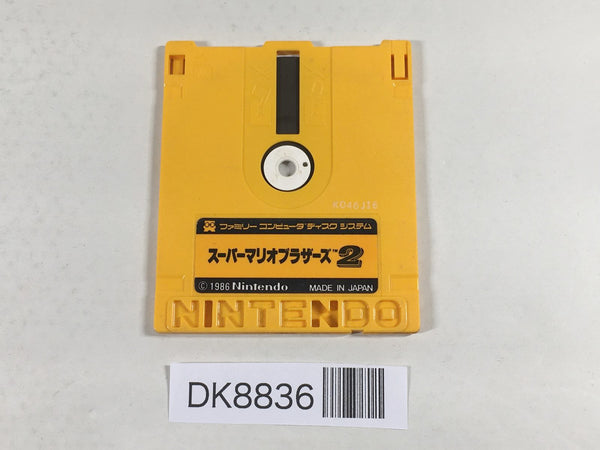 K046J16
ファミリー コンピュータ ディスク システム
スーパーマリオブラザーズ™2
© 1986 Nintendo MADE IN JAPAN
NINTENDO
DK8836